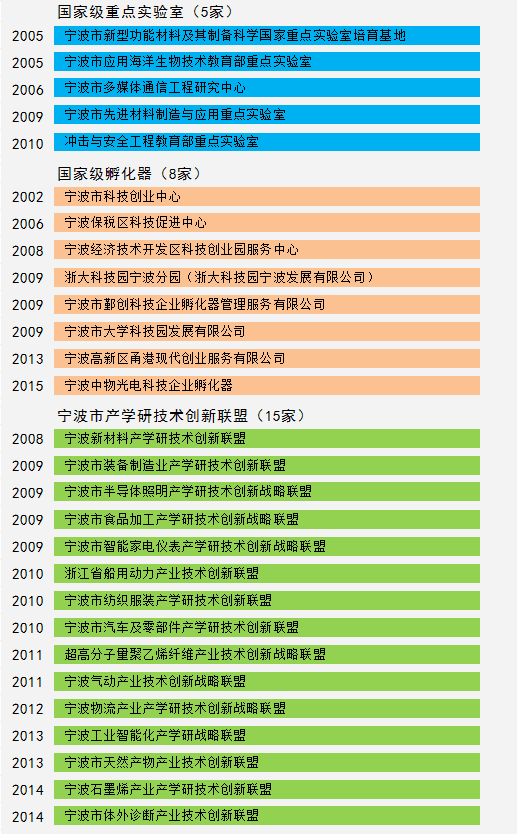 国家级重点实验室（5家）
2005 宁波市新型功能材料及其制备科学国家重点实验室培育基地
2005 宁波市应用海洋生物技术教育部重点实验室
2006 宁波市多媒体通信工程研究中心
2009 宁波市先进材料制造与应用重点实验室
2010 冲击与安全工程教育部重点实验室
国家级孵化器（8家）
2002 宁波市科技创业中心
2006 宁波保税区科技促进中心
2008 宁波经济技术开发区科技创业园服务中心
2009 浙大科技园宁波分园（浙大科技园宁波发展有限公司）
2009 宁波市鄞创科技企业孵化器管理服务有限公司
2009 宁波市大学科技园发展有限公司
2013 宁波高新区甬港现代创业服务有限公司
2015 宁波中物光电科技企业孵化器
宁波市产学研技术创新联盟（15家）
2008 宁波新材料产学研技术创新联盟
2009 宁波市装备制造业产学研技术创新联盟
2009 宁波市半导体照明产学研技术创新战略联盟
2009 宁波市食品加工产学研技术创新战略联盟
2009 宁波市智能家电仪表产学研技术创新战略联盟
2010 浙江省船用动力产业技术创新联盟
2010 宁波市纺织服装产学研技术创新联盟
2010 宁波市汽车及零部件产学研技术创新联盟
2011 超高分子量聚乙烯纤维产业技术创新战略联盟
2011 宁波气动产业技术创新战略联盟
2012 宁波物流产业产学研技术创新战略联盟
2013 宁波工业智能化产学研战略联盟
2013 宁波市天然产物产业技术创新联盟
2014 宁波石墨烯产业产学研技术创新联盟
2014 宁波市体外诊断产业技术创新联盟